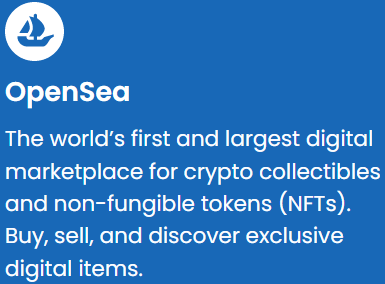 OpenSea
The world’s first and largest digital
marketplace for crypto collectibles
and non-fungible tokens (NFTs).
Buy, sell, and discover exclusive
digital items.